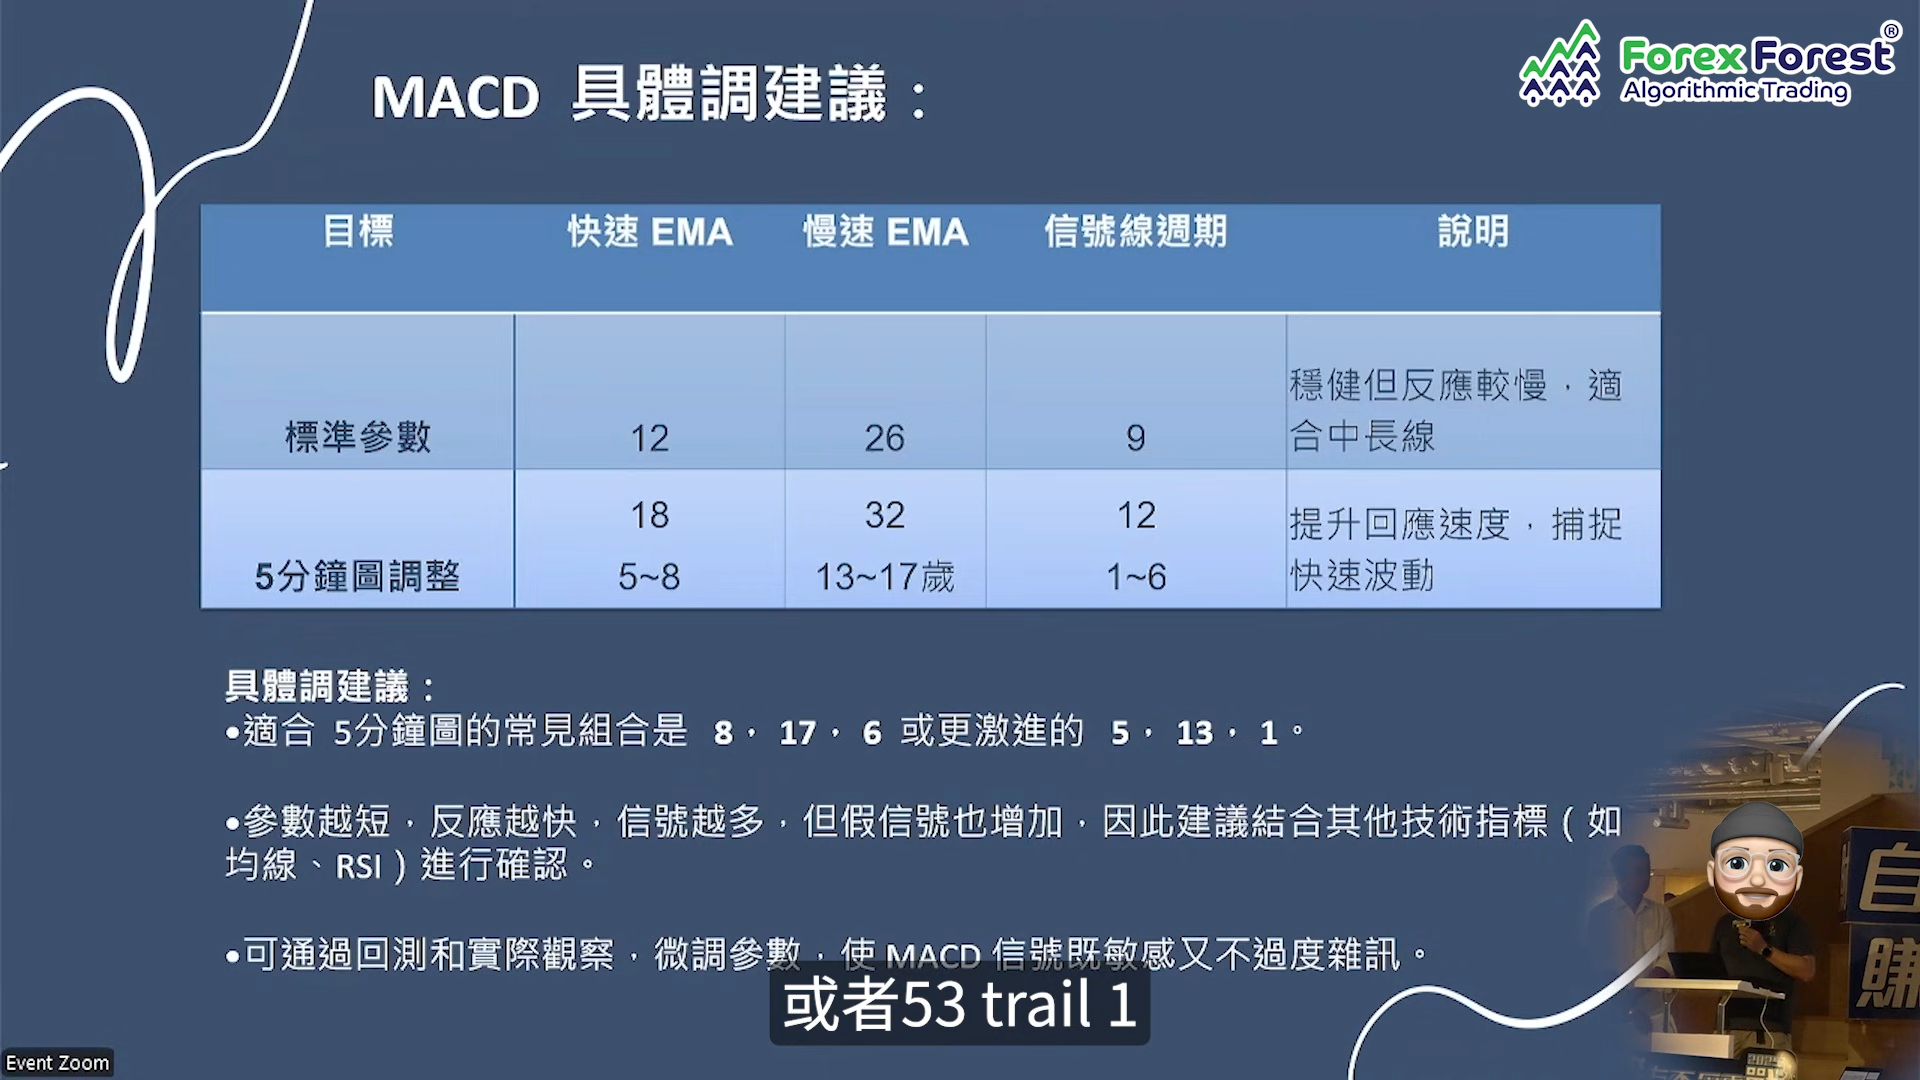 Forex Forest®
Algorithmic Trading
MACD 具體調建議：
目標 快速 EMA 慢速 EMA 信號線週期 說明
標準參數 12 26 9 穩健但反應較慢，適
合中長線
18 32 12 提升回應速度，捕捉
5分鐘圖調整 5~8 13~17歲 1~6 快速波動
具體調建議：
•適合 5分鐘圖的常見組合是 8， 17， 6 或更激進的 5， 13， 1。
•參數越短，反應越快，信號越多，但假信號也增加，因此建議結合其他技術指標（如
均線、RSI）進行確認。
•可通過回測和實際觀察，微調參數，使 MACD 信號既敏感又不過度雜訊。
或者53 trail 1
自
賺
Event Zoom